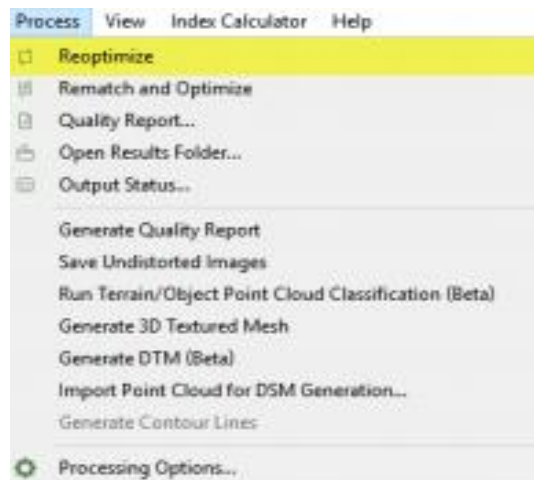 Process View Index Calculator Help
Reoptimize
Rematch and Optimize
Quality Report...
Open Results Folder...
Output Status...
Generate Quality Report
Save Undistorted Images
Run Terrain/Object Point Cloud Classification (Beta)
Generate 3D Textured Mesh
Generate DTM (Beta)
Import Point Cloud for DSM Generation...
Generate Contour Lines
Processing Options...